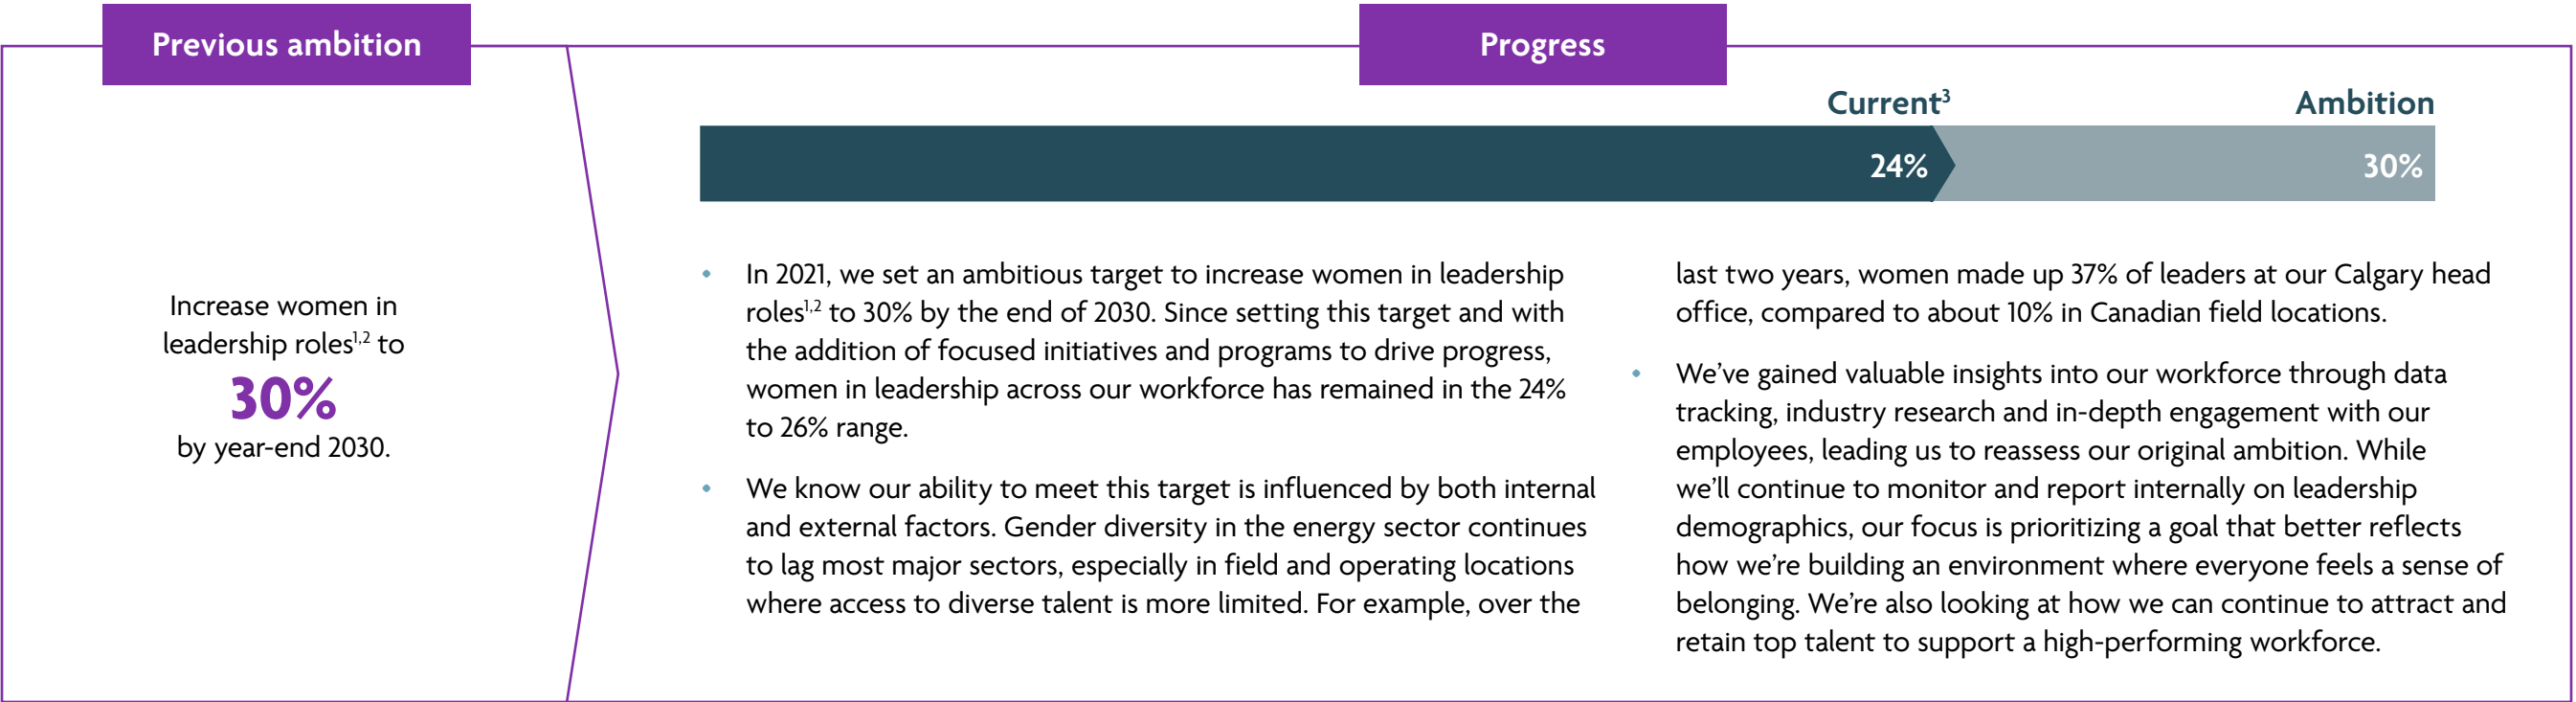 Previous ambition
Increase women in
leadership roles1,2 to
30%
by year-end 2030.
Progress
Current3
Ambition
24%
30%
• In 2021, we set an ambitious target to increase women in leadership
roles1,2 to 30% by the end of 2030. Since setting this target and with
the addition of focused initiatives and programs to drive progress,
women in leadership across our workforce has remained in the 24%
to 26% range.
• We know our ability to meet this target is influenced by both internal
and external factors. Gender diversity in the energy sector continues
to lag most major sectors, especially in field and operating locations
where access to diverse talent is more limited. For example, over the
last two years, women made up 37% of leaders at our Calgary head
office, compared to about 10% in Canadian field locations.
• We’ve gained valuable insights into our workforce through data
tracking, industry research and in-depth engagement with our
employees, leading us to reassess our original ambition. While
we’ll continue to monitor and report internally on leadership
demographics, our focus is prioritizing a goal that better reflects
how we’re building an environment where everyone feels a sense of
belonging. We’re also looking at how we can continue to attract and
retain top talent to support a high-performing workforce.